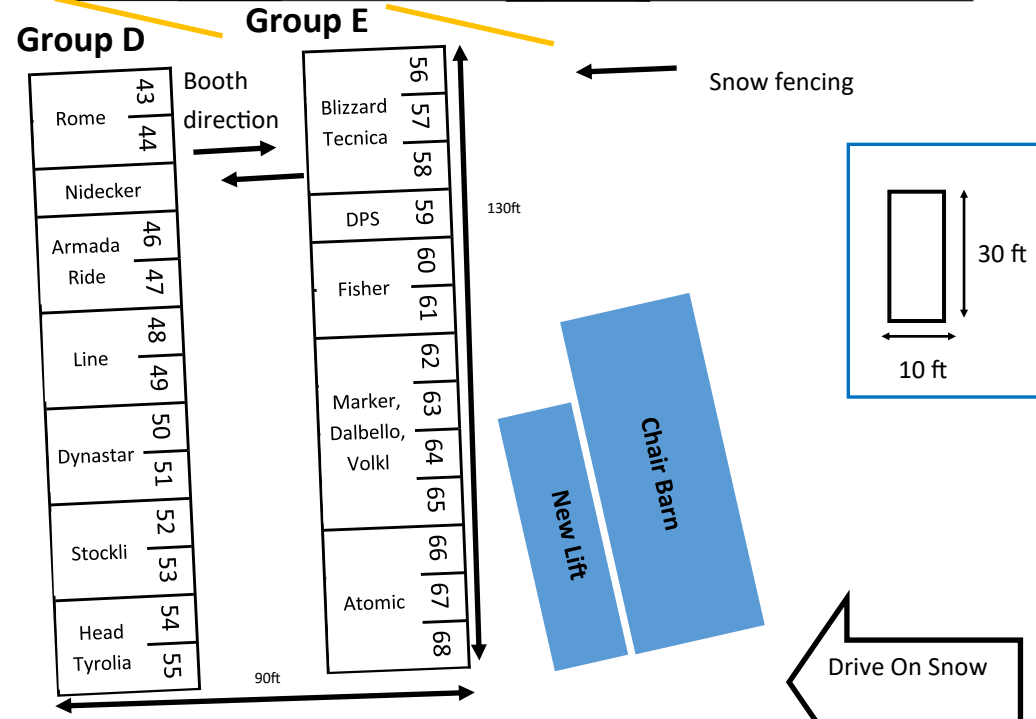 Group D
Group E
Rome
43
44
Nidecker
Armada
Ride
46
47
Line
48
49
Dynastar
50
51
Stockli
52
53
Head
Tyrolia
54
55
Booth
direction
Blizzard
Tecnica
56
57
58
DPS
59
Fisher
60
61
Marker,
Dalbello,
Volkl
62
63
64
65
Atomic
66
67
68
130ft
90ft
Snow fencing
30 ft
10 ft
New Lift
Chair Barn
Drive On Snow